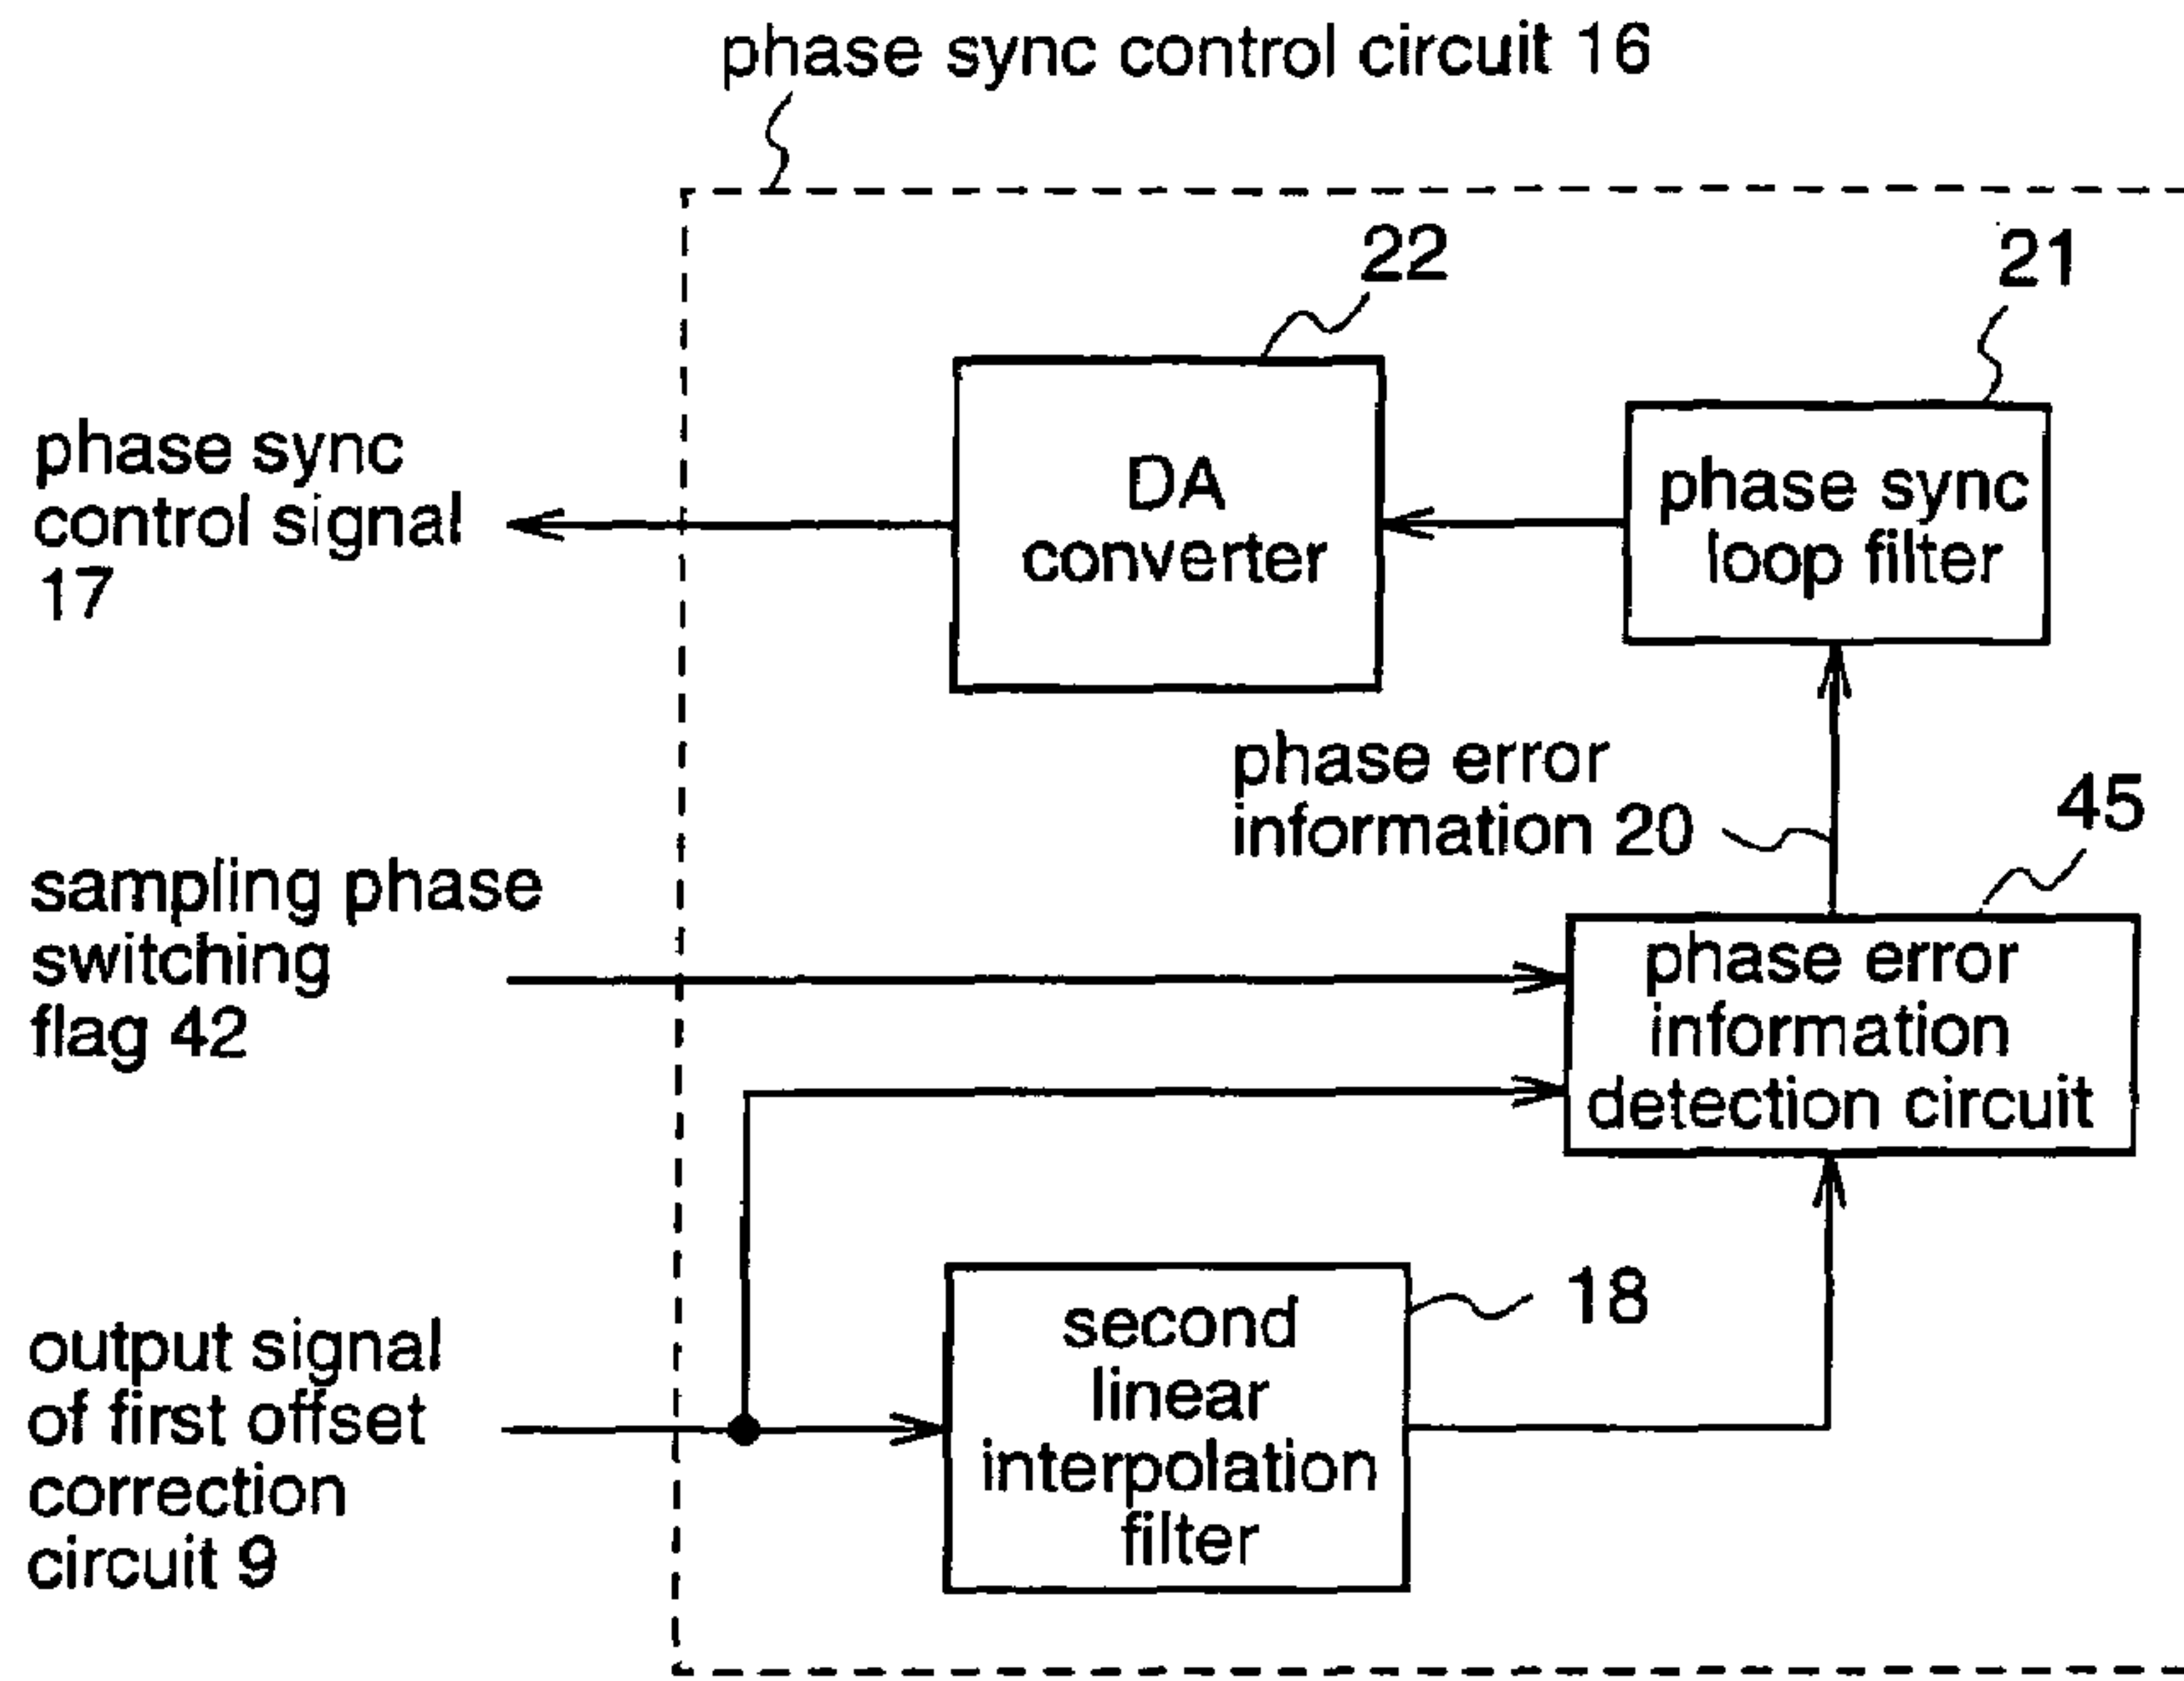 phase sync control circuit 16
22
21
phase sync
control signal
17
DA
converter
phase sync
loop filter
phase error
information 20
45
sampling phase
switching
flag 42
phase error
information
detection circuit
output signal
of first offset
correction
circuit 9
second
linear
interpolation
filter
18